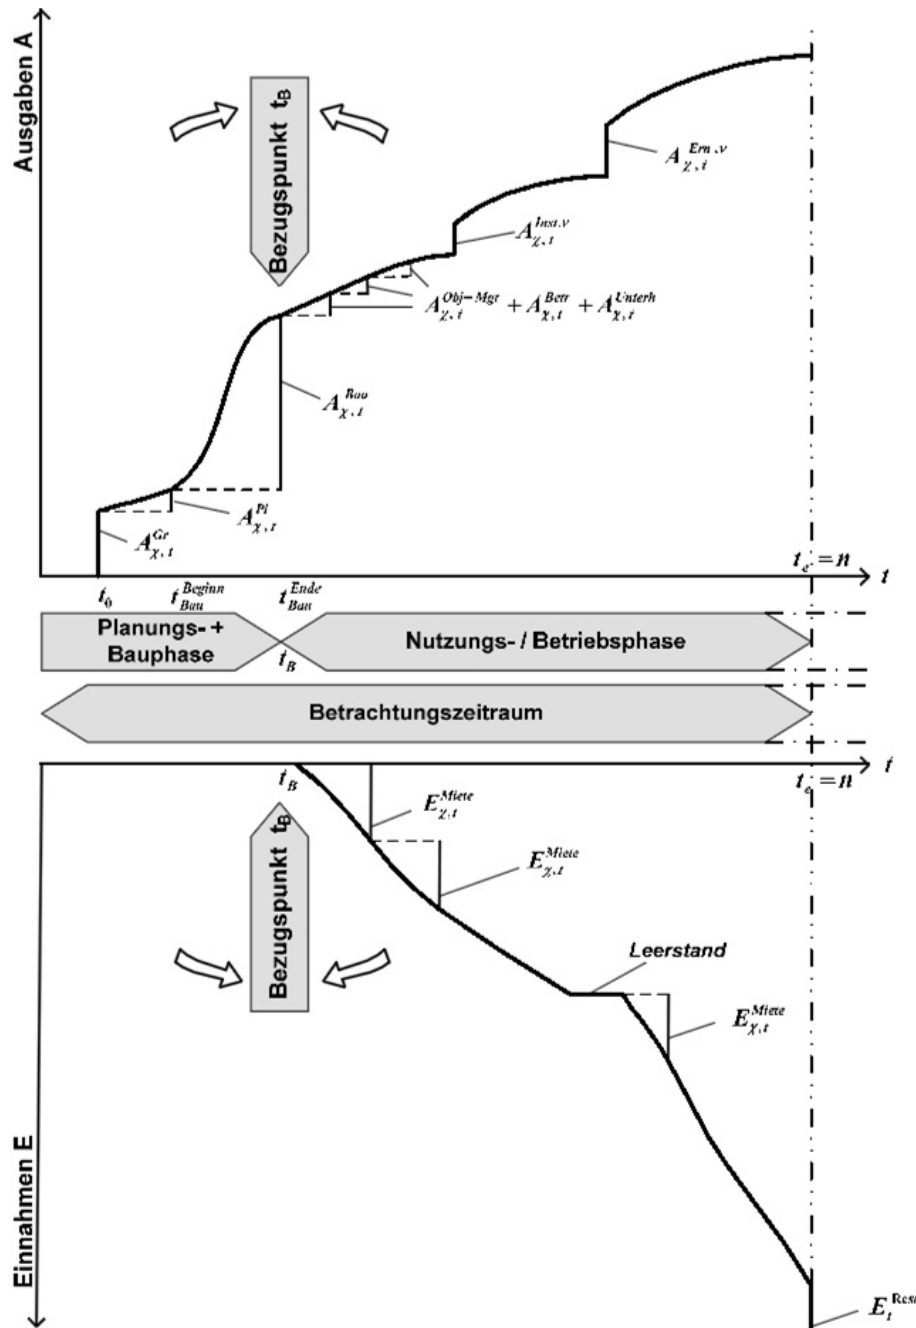 Ausgaben A
Bezugspunkt t_B
A_{χ,t}^{Ern.v}
A_{χ,t}^{Inst.v}
A_{χ,t}^{Obj-Mgt} + A_{χ,t}^{Betr} + A_{χ,t}^{Unterh}
A_{χ,t}^{Bau}
A_{χ,t}^{Pl}
A_{χ,t}^{Gr}
t_e = n
t
t_0
t_{Bau}^{Beginn}
t_{Bau}^{Ende}
Planungs- +
Bauphase
t_B
Nutzungs- / Betriebsphase
Betrachtungszeitraum
t_B
t_e = n
t
E_{χ,t}^{Miete}
Bezugspunkt t_B
E_{χ,t}^{Miete}
Leerstand
E_{χ,t}^{Miete}
Einnahmen E
E_t^{Rest}